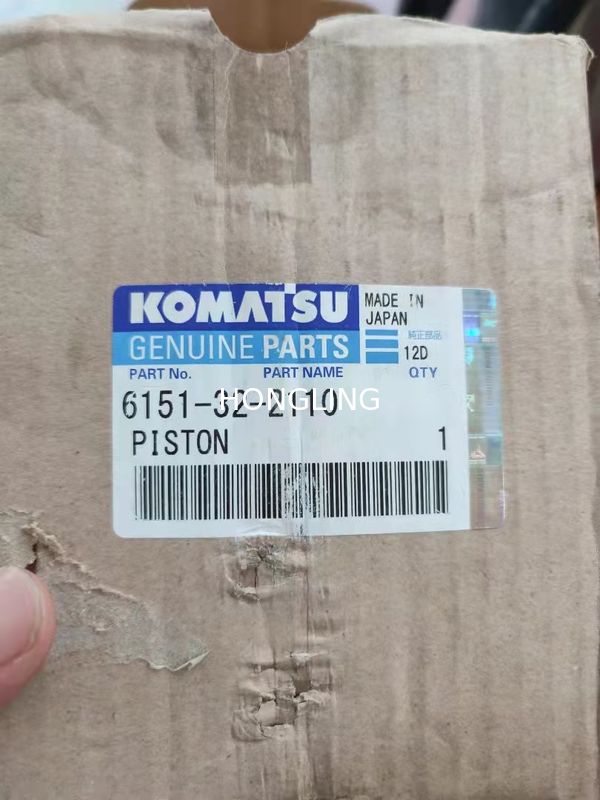 KOMATSU
MADE IN
JAPAN
GENUINE PARTS
純正部品
12D
PART No.
PART NAME
QTY
6151-32-2110
HONGLING
PISTON
1